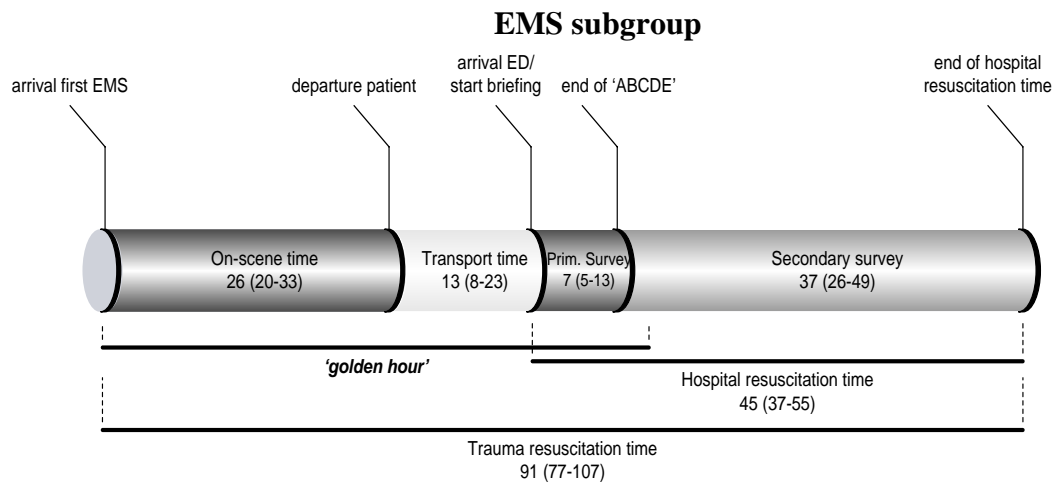 EMS subgroup
arrival first EMS
departure patient
arrival ED/
start briefing
end of ‘ABCDE’
end of hospital
resuscitation time
On-scene time
26 (20-33)
Transport time
13 (8-23)
Prim. Survey
7 (5-13)
Secondary survey
37 (26-49)
‘golden hour’
Hospital resuscitation time
45 (37-55)
Trauma resuscitation time
91 (77-107)